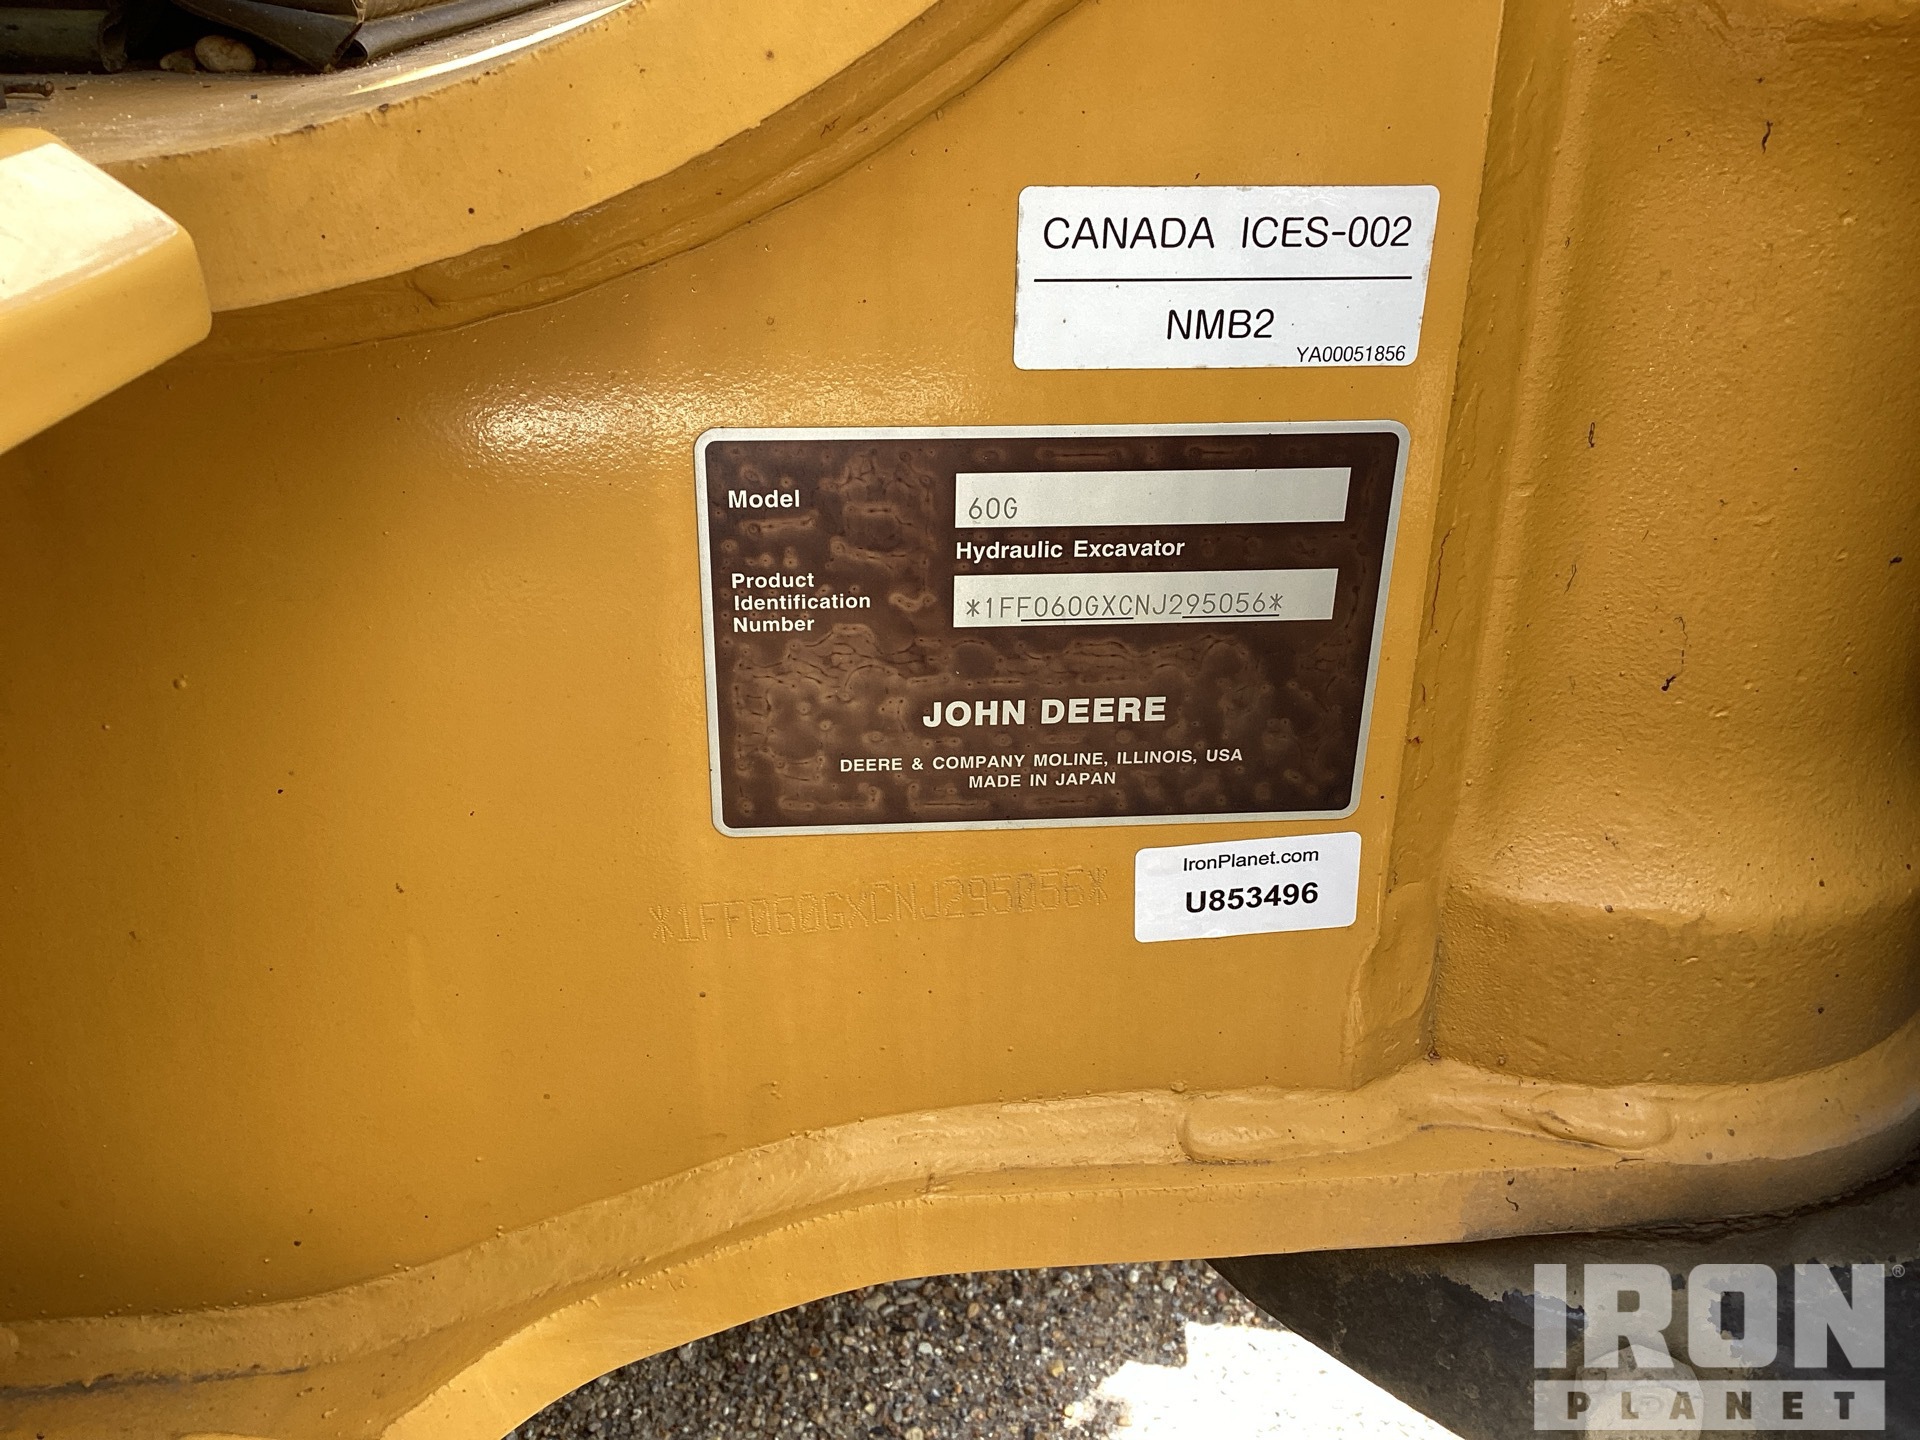 CANADA ICES-002
NMB2
YA00051856
Model
60G
Hydraulic Excavator
Product
Identification
Number
*1FF060GXCNJ295056*
JOHN DEERE
DEERE & COMPANY MOLINE, ILLINOIS, USA
MADE IN JAPAN
*1FF060GXCNJ295056*
IronPlanet.com
U853496
IRON®
PLANET